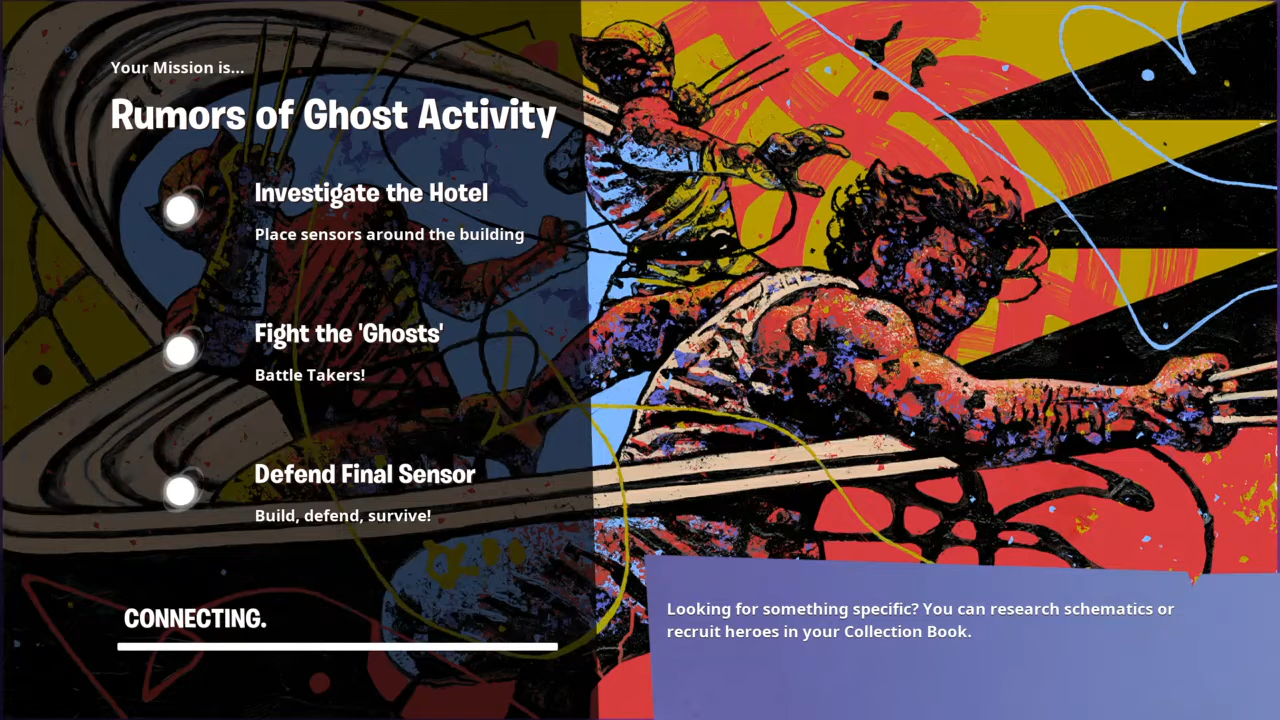 Your Mission is...
Rumors of Ghost Activity
Investigate the Hotel
Place sensors around the building
Fight the 'Ghosts'
Battle Takers!
Defend Final Sensor
Build, defend, survive!
CONNECTING.
Looking for something specific? You can research schematics or
recruit heroes in your Collection Book.